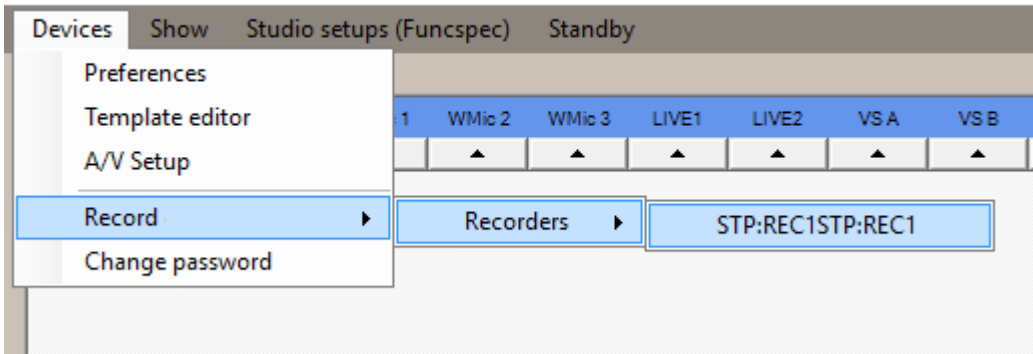 Devices Show Studio setups (Funcspec) Standby
Preferences
Template editor
1 WMic 2 WMic 3 LIVE1 LIVE2 VS A VS B
A/V Setup
Record Recorders STP:REC1STP:REC1
Change password